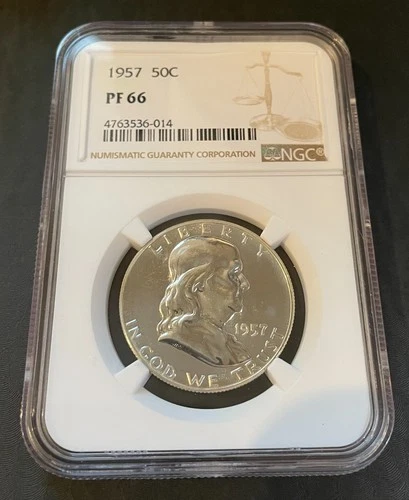 1957 50C
PF 66
4763536-014
NUMISMATIC GUARANTY CORPORATION
NGC®
LIBERTY
1957
IN GOD WE TRUST